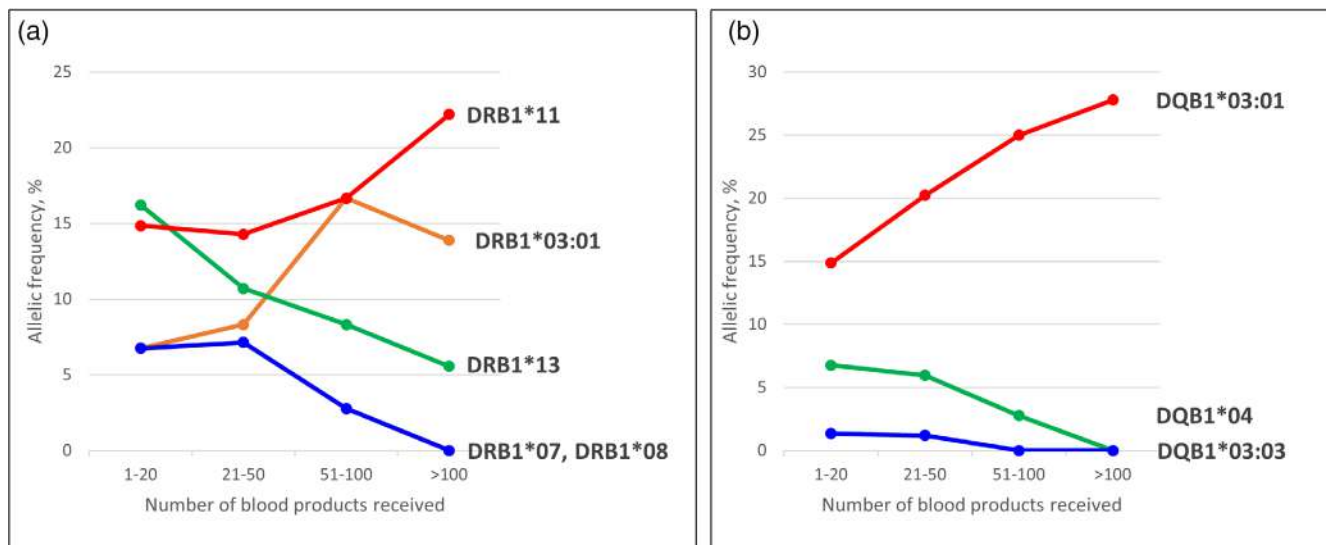 (a)
25
20
15
10
5
0
Allelic frequency, %
DRB1*11
DRB1*03:01
DRB1*13
DRB1*07, DRB1*08
1-20 21-50 51-100 >100
Number of blood products received
(b)
30
25
20
15
10
5
0
Allelic frequency, %
DQB1*03:01
DQB1*04
DQB1*03:03
1-20 21-50 51-100 >100
Number of blood products received